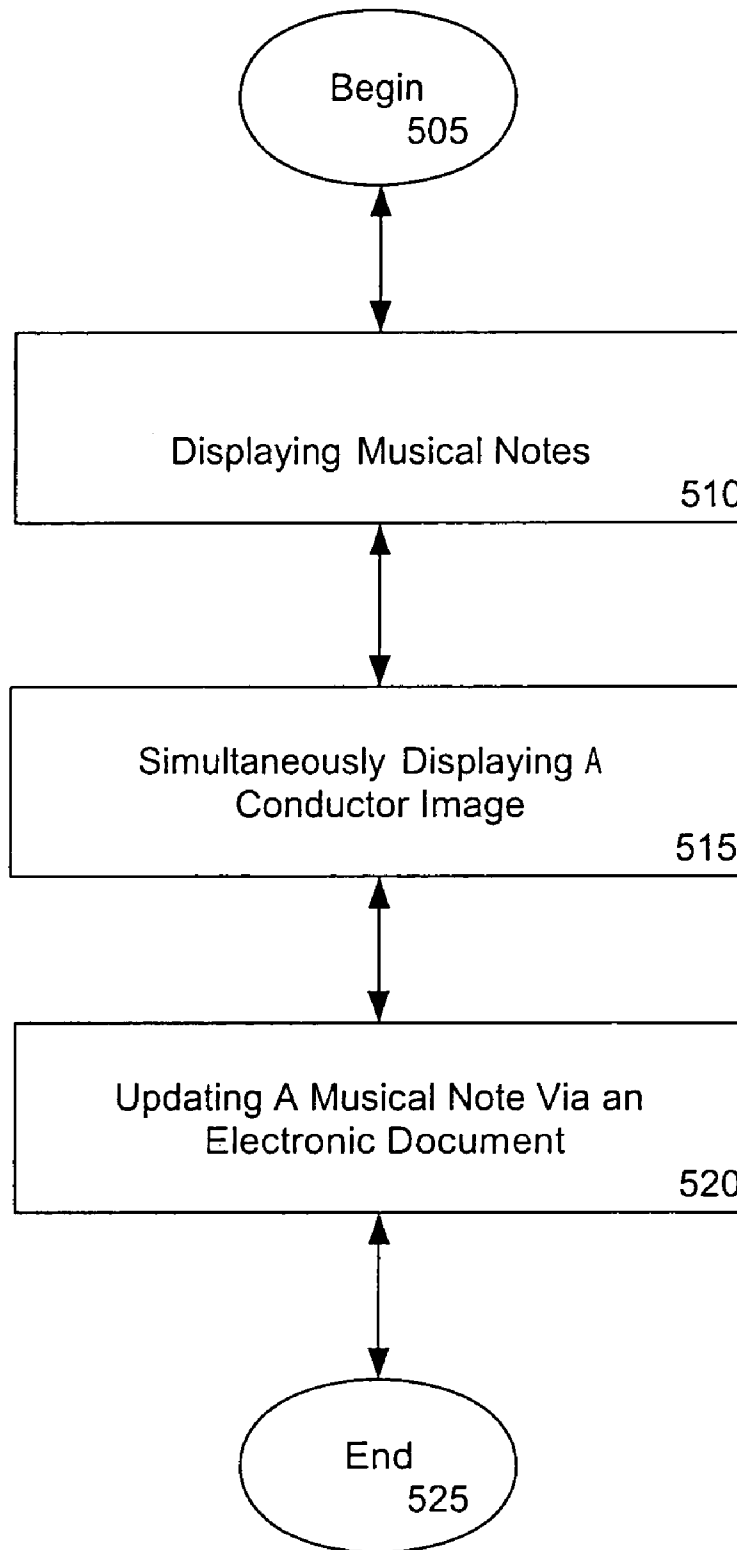 Begin
505
Displaying Musical Notes
510
Simultaneously Displaying A
Conductor Image
515
Updating A Musical Note Via an
Electronic Document
520
End
525